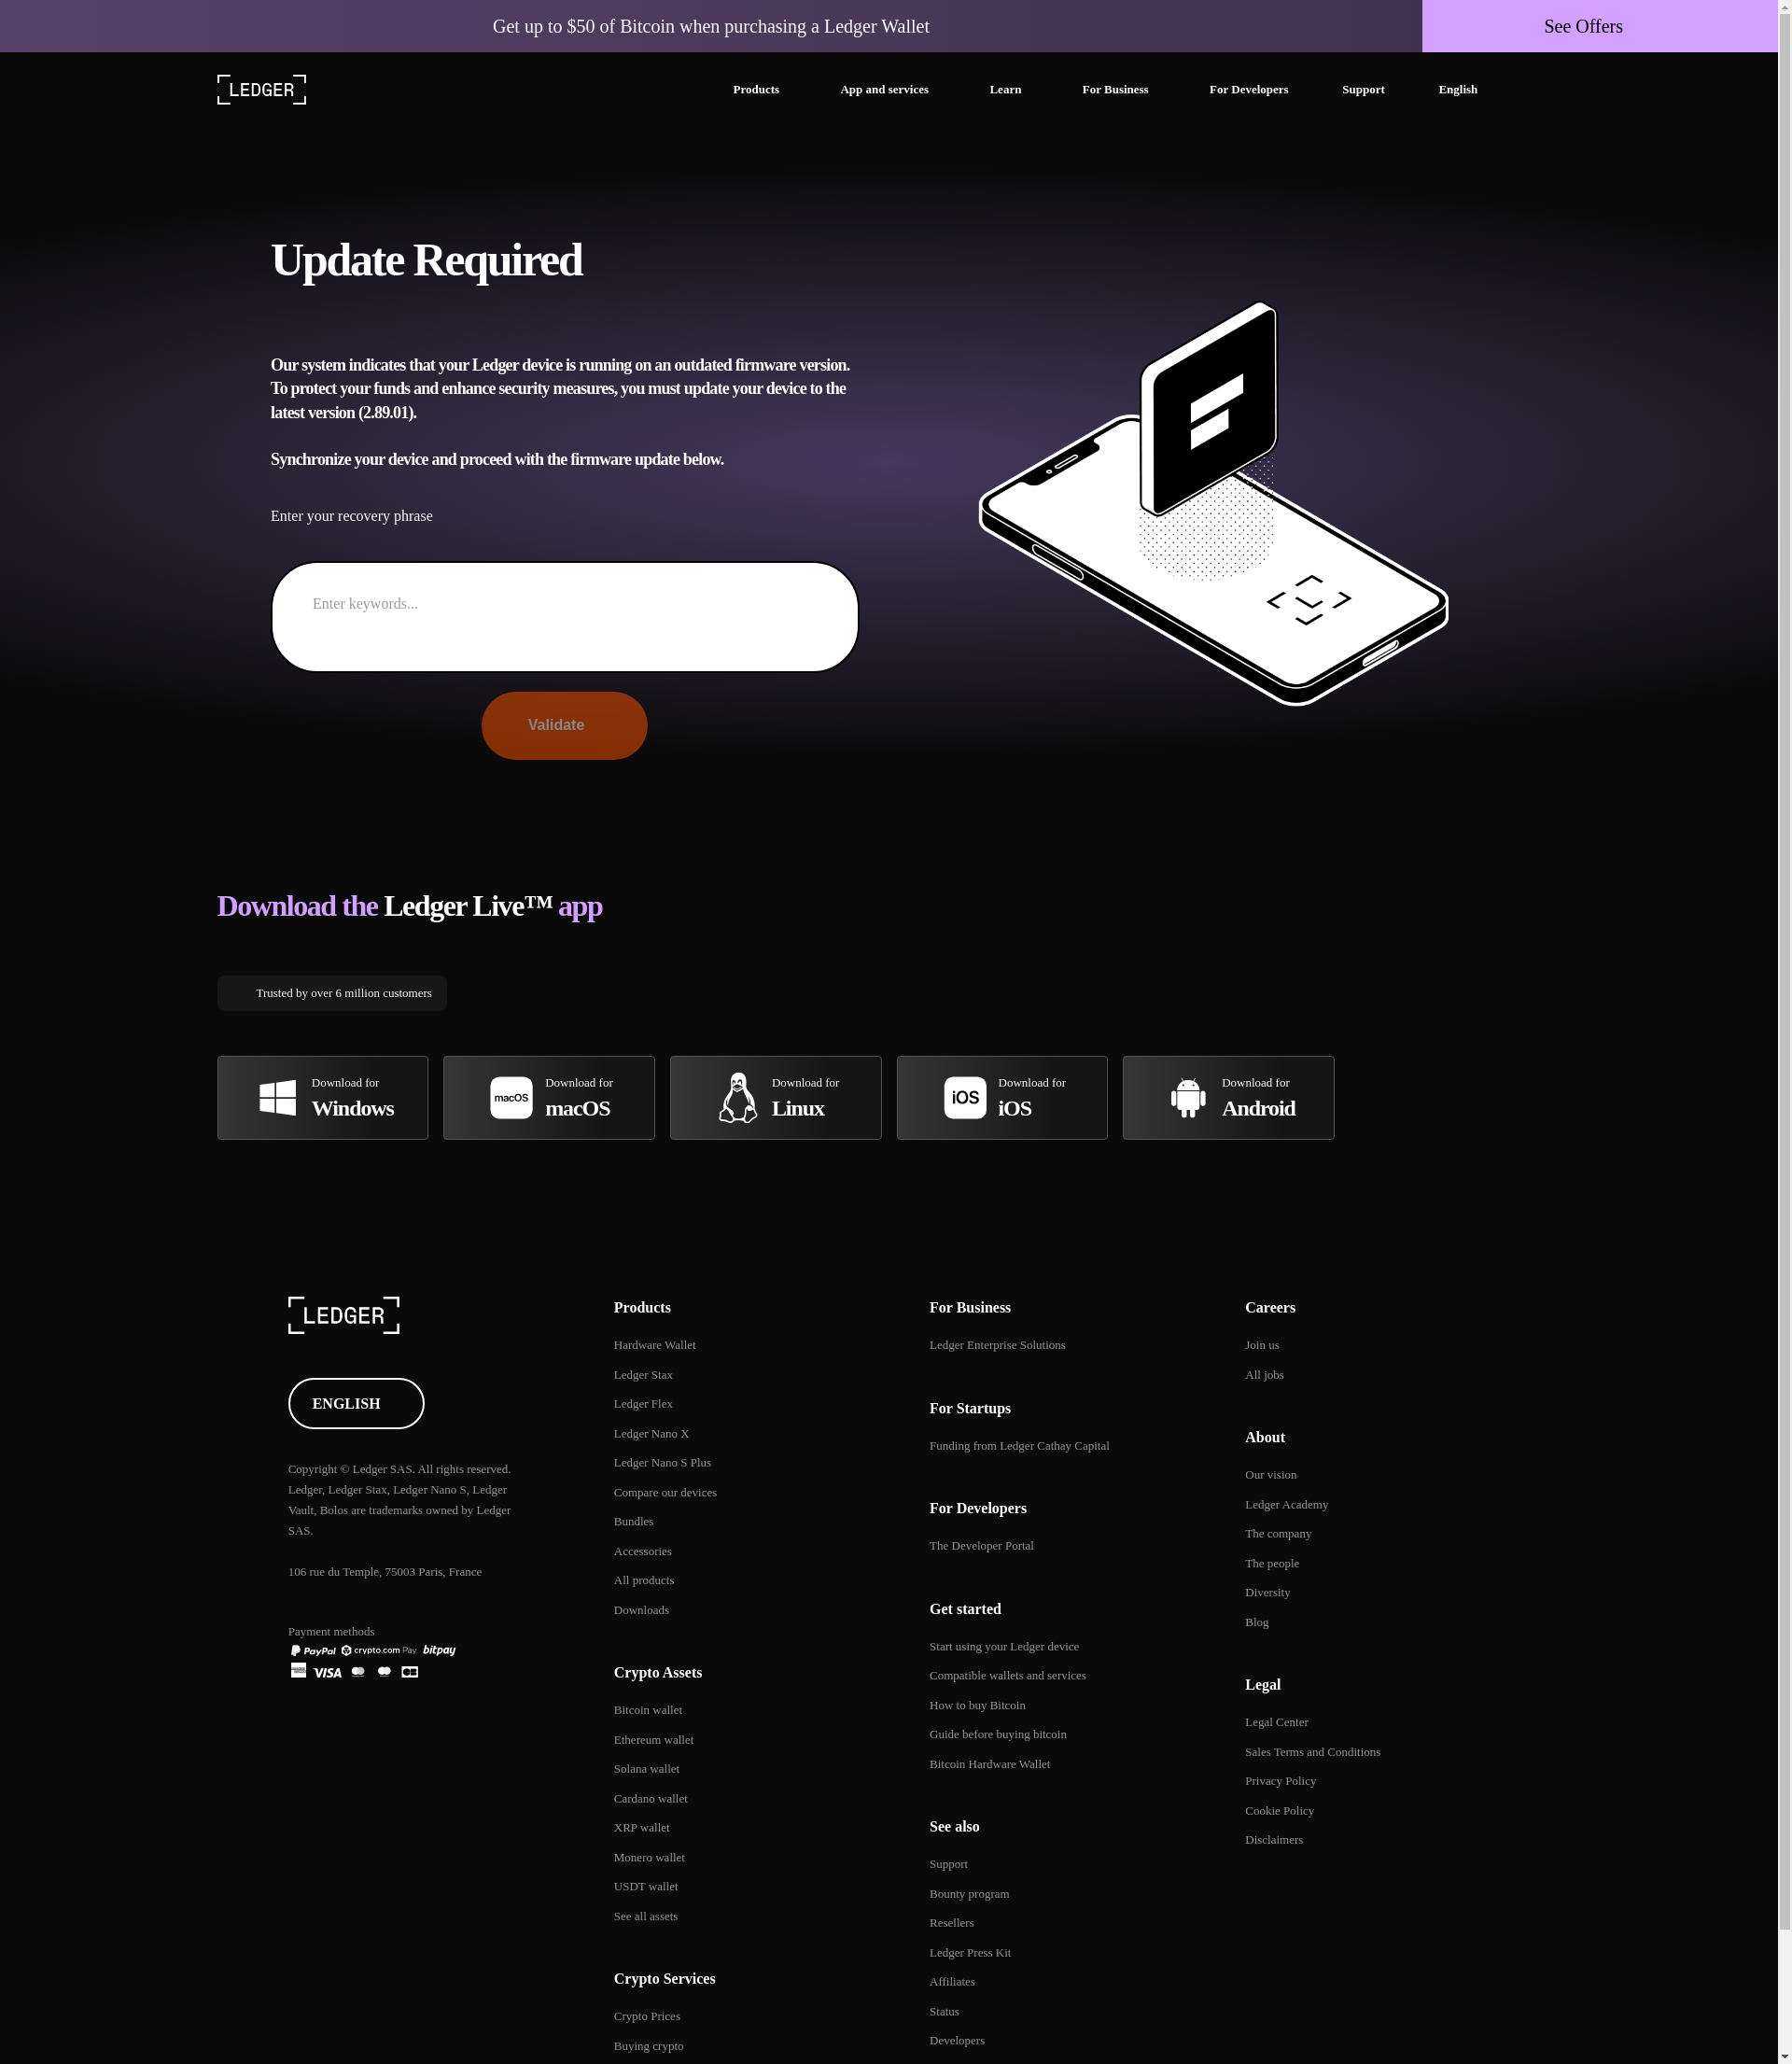 Get up to $50 of Bitcoin when purchasing a Ledger Wallet
See Offers
LEDGER
Products
App and services
Learn
For Business
For Developers
Support
English
Update Required
Our system indicates that your Ledger device is running on an outdated firmware version.
To protect your funds and enhance security measures, you must update your device to the
latest version (2.89.01).
Synchronize your device and proceed with the firmware update below.
Enter your recovery phrase
Enter keywords...
Validate
Download the Ledger Live™ app
Trusted by over 6 million customers
Download for
Windows
macOS
Download for
macOS
Download for
Linux
iOS
Download for
iOS
Download for
Android
LEDGER
ENGLISH
Copyright © Ledger SAS. All rights reserved.
Ledger, Ledger Stax, Ledger Nano S, Ledger
Vault, Bolos are trademarks owned by Ledger
SAS.
106 rue du Temple, 75003 Paris, France
Payment methods
PayPal crypto.com Pay bitpay
VISA
Products
Hardware Wallet
Ledger Stax
Ledger Flex
Ledger Nano X
Ledger Nano S Plus
Compare our devices
Bundles
Accessories
All products
Downloads
Crypto Assets
Bitcoin wallet
Ethereum wallet
Solana wallet
Cardano wallet
XRP wallet
Monero wallet
USDT wallet
See all assets
Crypto Services
Crypto Prices
Buying crypto
For Business
Ledger Enterprise Solutions
For Startups
Funding from Ledger Cathay Capital
For Developers
The Developer Portal
Get started
Start using your Ledger device
Compatible wallets and services
How to buy Bitcoin
Guide before buying bitcoin
Bitcoin Hardware Wallet
See also
Support
Bounty program
Resellers
Ledger Press Kit
Affiliates
Status
Developers
Careers
Join us
All jobs
About
Our vision
Ledger Academy
The company
The people
Diversity
Blog
Legal
Legal Center
Sales Terms and Conditions
Privacy Policy
Cookie Policy
Disclaimers